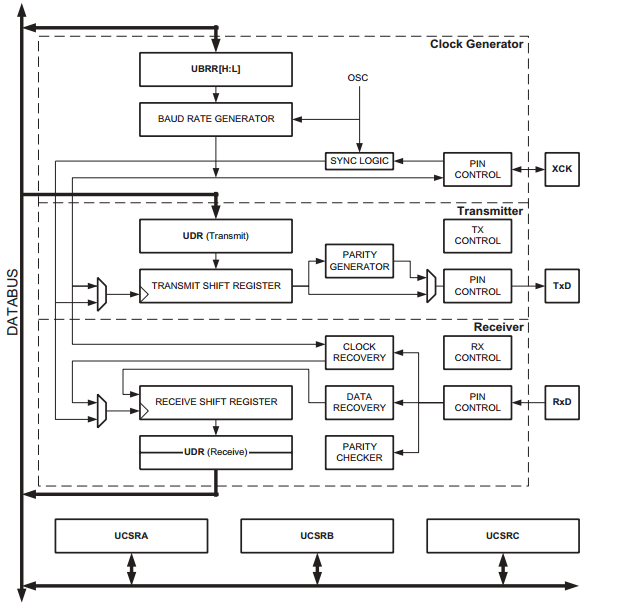 Clock Generator
UBRR[H:L]
OSC
BAUD RATE GENERATOR
SYNC LOGIC
PIN
CONTROL
XCK
Transmitter
UDR (Transmit)
TX
CONTROL
PARITY
GENERATOR
TRANSMIT SHIFT REGISTER
PIN
CONTROL
TxD
DATABUS
Receiver
CLOCK
RECOVERY
RX
CONTROL
RECEIVE SHIFT REGISTER
DATA
RECOVERY
PIN
CONTROL
RxD
UDR (Receive)
PARITY
CHECKER
UCSRA
UCSRB
UCSRC